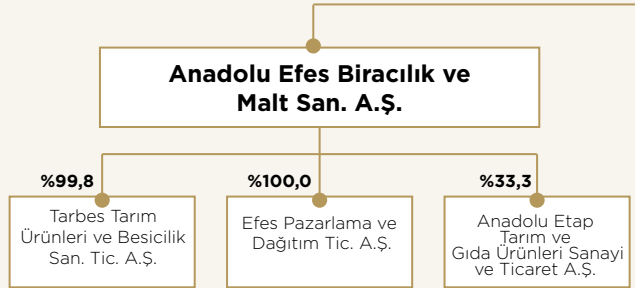 Anadolu Efes Biracılık ve
Malt San. A.Ş.
%99,8
%100,0
%33,3
Tarbes Tarım
Ürünleri ve Besicilik
San. Tic. A.Ş.
Efes Pazarlama ve
Dağıtım Tic. A.Ş.
Anadolu Etap
Tarım ve
Gıda Ürünleri Sanayi
ve Ticaret A.Ş.